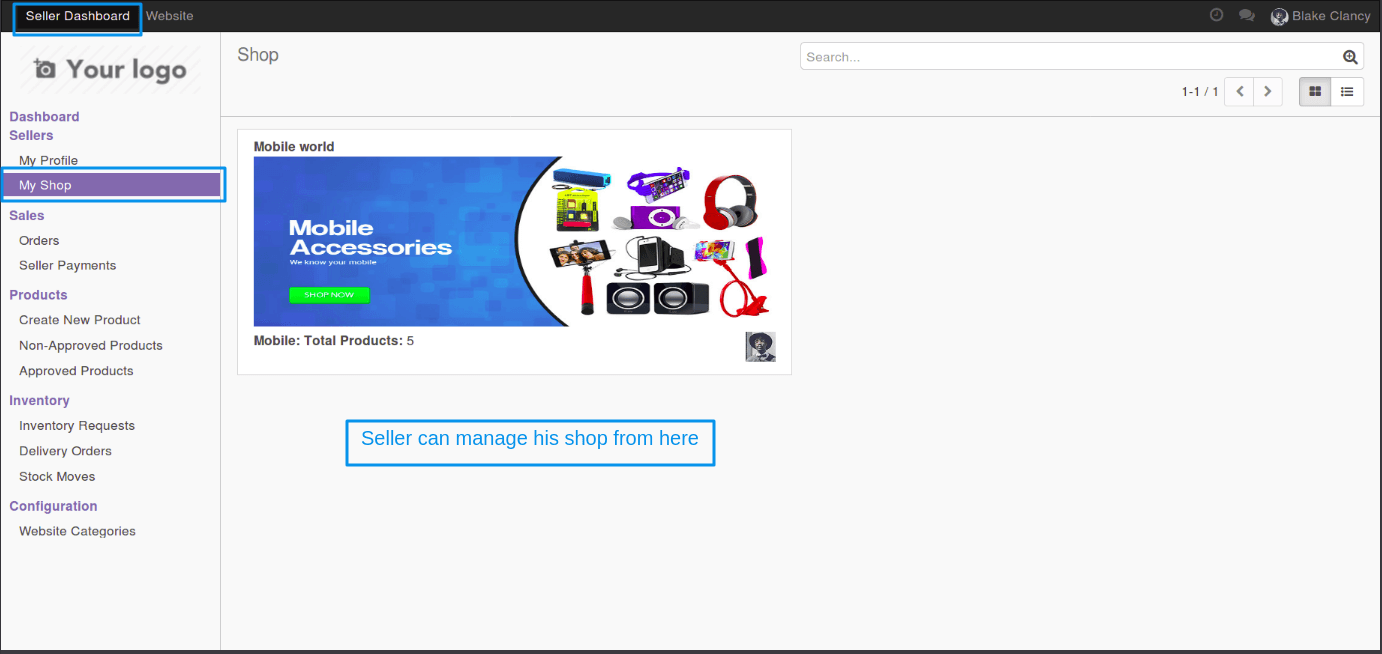 Seller Dashboard Website
Blake Clancy
Your logo
Dashboard
Sellers
My Profile
My Shop
Sales
Orders
Seller Payments
Products
Create New Product
Non-Approved Products
Approved Products
Inventory
Inventory Requests
Delivery Orders
Stock Moves
Configuration
Website Categories
Shop
Search...
1-1 / 1
Mobile world
Mobile
Accessories
We know your mobile
SHOP NOW
Mobile: Total Products: 5
Seller can manage his shop from here